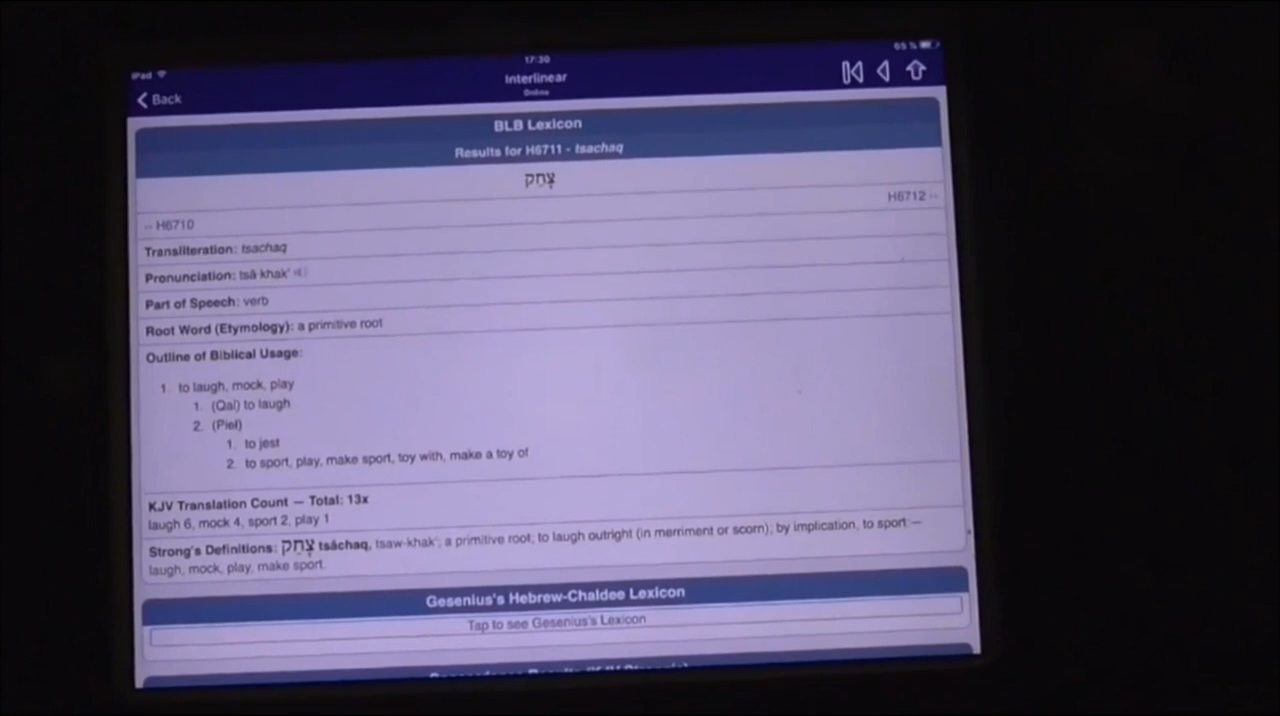 iPad
17:30
65 %
Back
Interlinear
Online
BLB Lexicon
Results for H6711 - tsachaq
צָחַק
-- H6710
H6712 --
Transliteration: tsachaq
Pronunciation: tsä·khak'
Part of Speech: verb
Root Word (Etymology): a primitive root
Outline of Biblical Usage:
1. to laugh, mock, play
1. (Qal) to laugh
2. (Piel)
1. to jest
2. to sport, play, make sport, toy with, make a toy of
KJV Translation Count — Total: 13x
laugh 6, mock 4, sport 2, play 1
Strong's Definitions: צָחַק tsâchaq, tsaw-khak'; a primitive root; to laugh outright (in merriment or scorn); by implication, to sport —
laugh, mock, play, make sport.
Gesenius's Hebrew-Chaldee Lexicon
Tap to see Gesenius's Lexicon